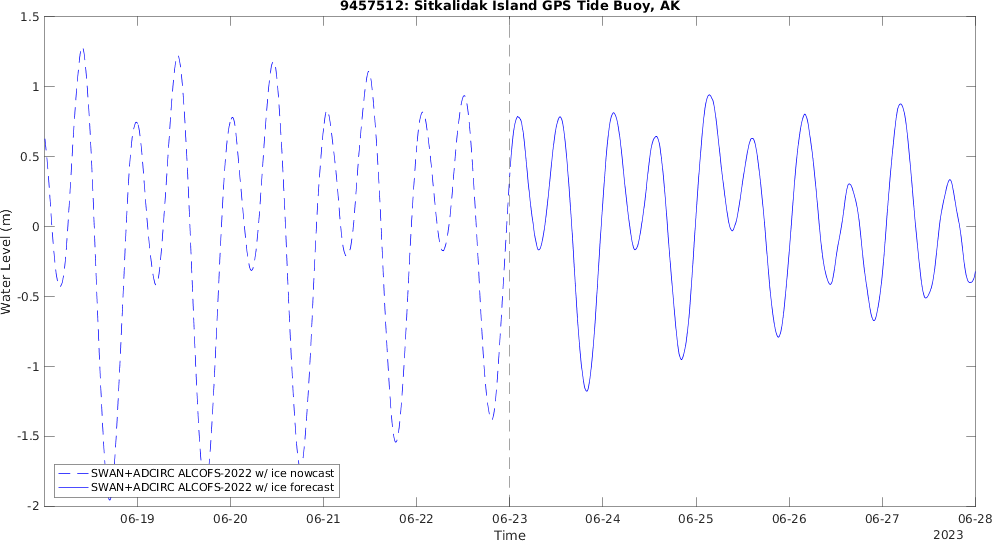 9457512: Sitkalidak Island GPS Tide Buoy, AK
1.5
1
0.5
0
-0.5
-1
-1.5
-2
Water Level (m)
SWAN+ADCIRC ALCOFS-2022 w/ ice nowcast
SWAN+ADCIRC ALCOFS-2022 w/ ice forecast
06-19 06-20 06-21 06-22 06-23 06-24 06-25 06-26 06-27 06-28
Time
2023